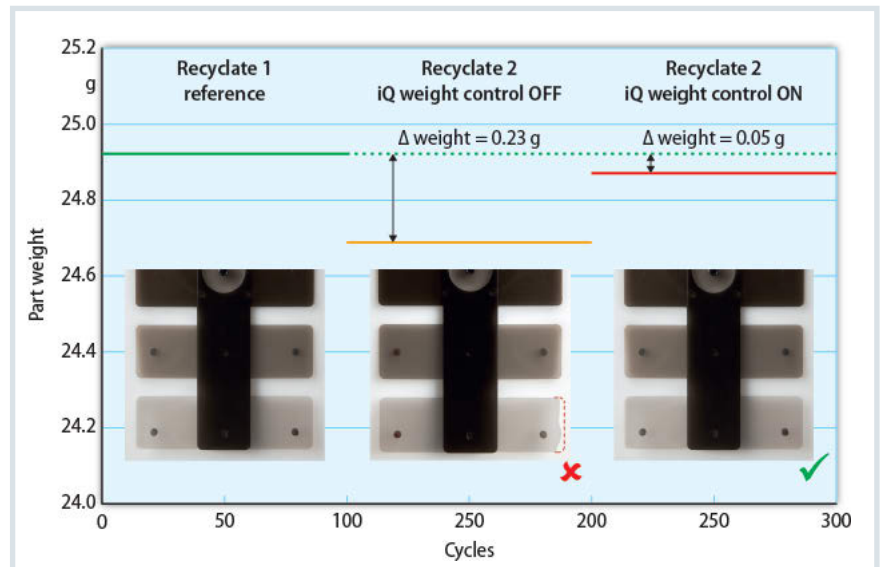 25.2
g
25.0
24.8
24.6
24.4
24.2
24.0
Part weight
Recyclate 1
reference
Recyclate 2
iQ weight control OFF
Recyclate 2
iQ weight control ON
Δ weight = 0.23 g
Δ weight = 0.05 g
0
50
100
250
200
250
300
Cycles